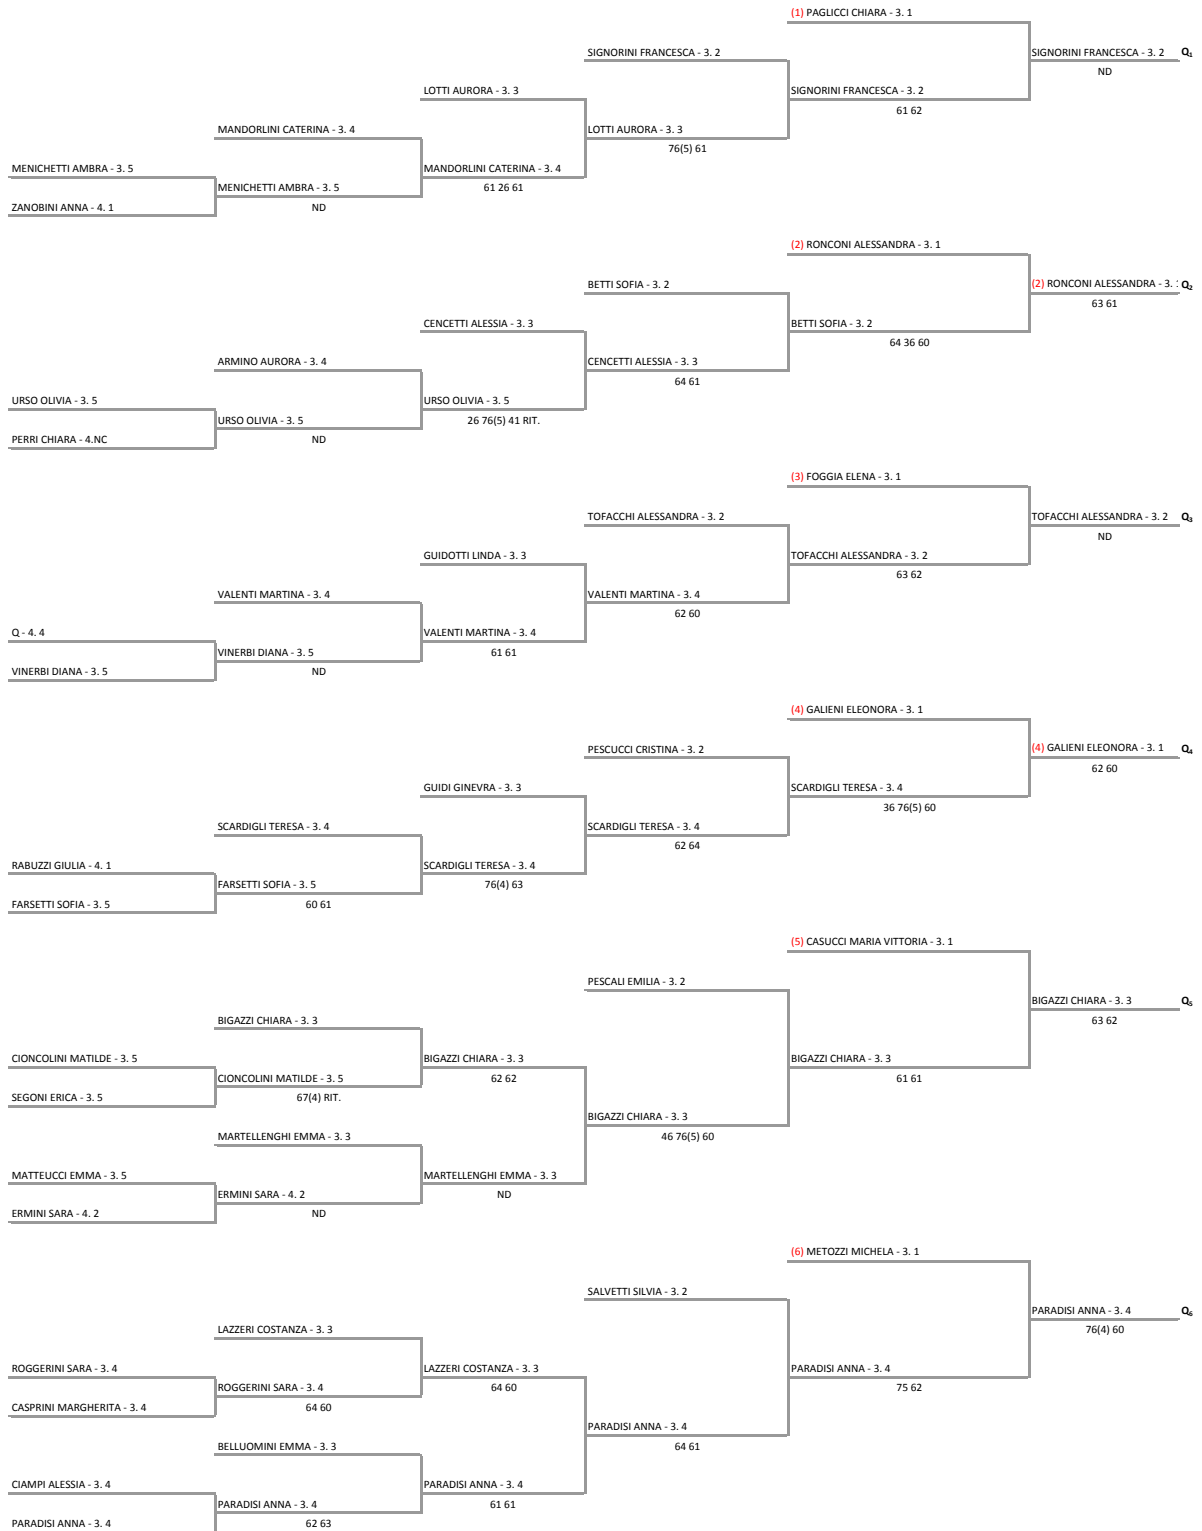 (1) PAGLICCI CHIARA - 3. 1
SIGNORINI FRANCESCA - 3. 2
SIGNORINI FRANCESCA - 3. 2 Q1
ND
LOTTI AURORA - 3. 3
SIGNORINI FRANCESCA - 3. 2
61 62
MANDORLINI CATERINA - 3. 4
LOTTI AURORA - 3. 3
76(5) 61
MENICHETTI AMBRA - 3. 5
MANDORLINI CATERINA - 3. 4
61 26 61
MENICHETTI AMBRA - 3. 5
ZANOBINI ANNA - 4. 1
ND
(2) RONCONI ALESSANDRA - 3. 1
BETTI SOFIA - 3. 2
(2) RONCONI ALESSANDRA - 3. Q2
63 61
CENCETTI ALESSIA - 3. 3
BETTI SOFIA - 3. 2
64 36 60
ARMINO AURORA - 3. 4
CENCETTI ALESSIA - 3. 3
64 61
URSO OLIVIA - 3. 5
URSO OLIVIA - 3. 5
26 76(5) 41 RIT.
URSO OLIVIA - 3. 5
PERRI CHIARA - 4.NC
ND
(3) FOGGIA ELENA - 3. 1
TOFACCHI ALESSANDRA - 3. 2
TOFACCHI ALESSANDRA - 3. 2 Q3
ND
GUIDOTTI LINDA - 3. 3
TOFACCHI ALESSANDRA - 3. 2
63 62
VALENTI MARTINA - 3. 4
VALENTI MARTINA - 3. 4
62 60
Q - 4. 4
VALENTI MARTINA - 3. 4
61 61
VINERBI DIANA - 3. 5
VINERBI DIANA - 3. 5
ND
(4) GALIENI ELEONORA - 3. 1
PESCUCCI CRISTINA - 3. 2
(4) GALIENI ELEONORA - 3. 1 Q4
62 60
GUIDI GINEVRA - 3. 3
SCARDIGLI TERESA - 3. 4
36 76(5) 60
SCARDIGLI TERESA - 3. 4
SCARDIGLI TERESA - 3. 4
62 64
RABUZZI GIULIA - 4. 1
SCARDIGLI TERESA - 3. 4
76(4) 63
FARSETTI SOFIA - 3. 5
FARSETTI SOFIA - 3. 5
60 61
(5) CASUCCI MARIA VITTORIA - 3. 1
PESCALI EMILIA - 3. 2
BIGAZZI CHIARA - 3. 3 Q5
63 62
BIGAZZI CHIARA - 3. 3
CIONCOLINI MATILDE - 3. 5
BIGAZZI CHIARA - 3. 3
62 62
BIGAZZI CHIARA - 3. 3
61 61
CIONCOLINI MATILDE - 3. 5
SEGONI ERICA - 3. 5
67(4) RIT.
BIGAZZI CHIARA - 3. 3
46 76(5) 60
MARTELLENGHI EMMA - 3. 3
MATTEUCCI EMMA - 3. 5
MARTELLENGHI EMMA - 3. 3
ND
ERMINI SARA - 4. 2
ERMINI SARA - 4. 2
ND
(6) METOZZI MICHELA - 3. 1
SALVETTI SILVIA - 3. 2
PARADISI ANNA - 3. 4 Q6
76(4) 60
LAZZERI COSTANZA - 3. 3
ROGGERINI SARA - 3. 4
LAZZERI COSTANZA - 3. 3
64 60
PARADISI ANNA - 3. 4
75 62
ROGGERINI SARA - 3. 4
CASPRINI MARGHERITA - 3. 4
64 60
PARADISI ANNA - 3. 4
64 61
BELLUOMINI EMMA - 3. 3
CIAMPI ALESSIA - 3. 4
PARADISI ANNA - 3. 4
61 61
PARADISI ANNA - 3. 4
PARADISI ANNA - 3. 4
62 63